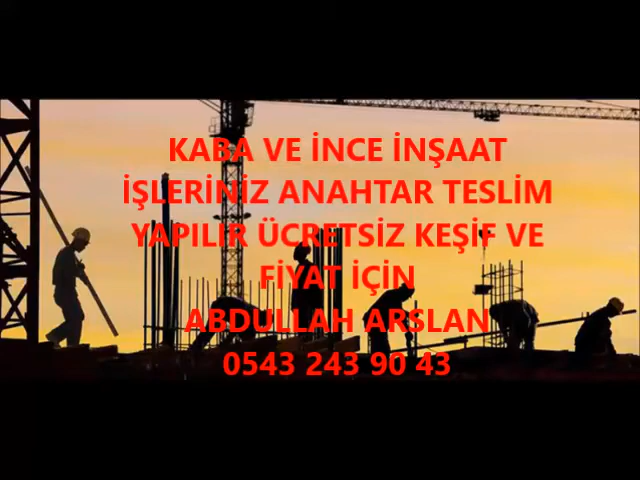 KABA VE İNCE İNŞAAT
İŞLERİNİZ ANAHTAR TESLİM
YAPILIR ÜCRETSİZ KEŞİF VE
FİYAT İÇİN
ABDULLAH ARSLAN
0543 243 90 43